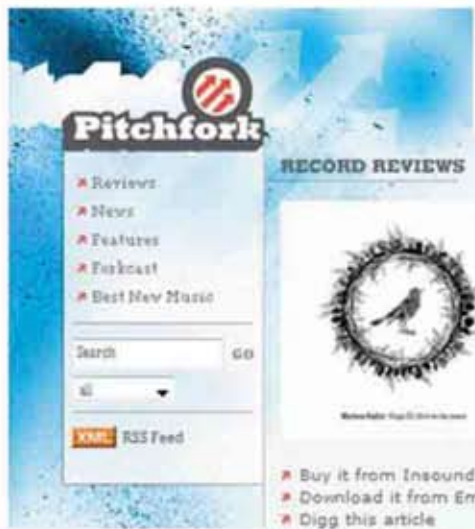 Pitchfork
Reviews
News
Features
Forkcast
Best New Music
Search
GO
all
XML RSS Feed
RECORD REVIEWS
Buy it from Insound
Download it from Em
Digg this article